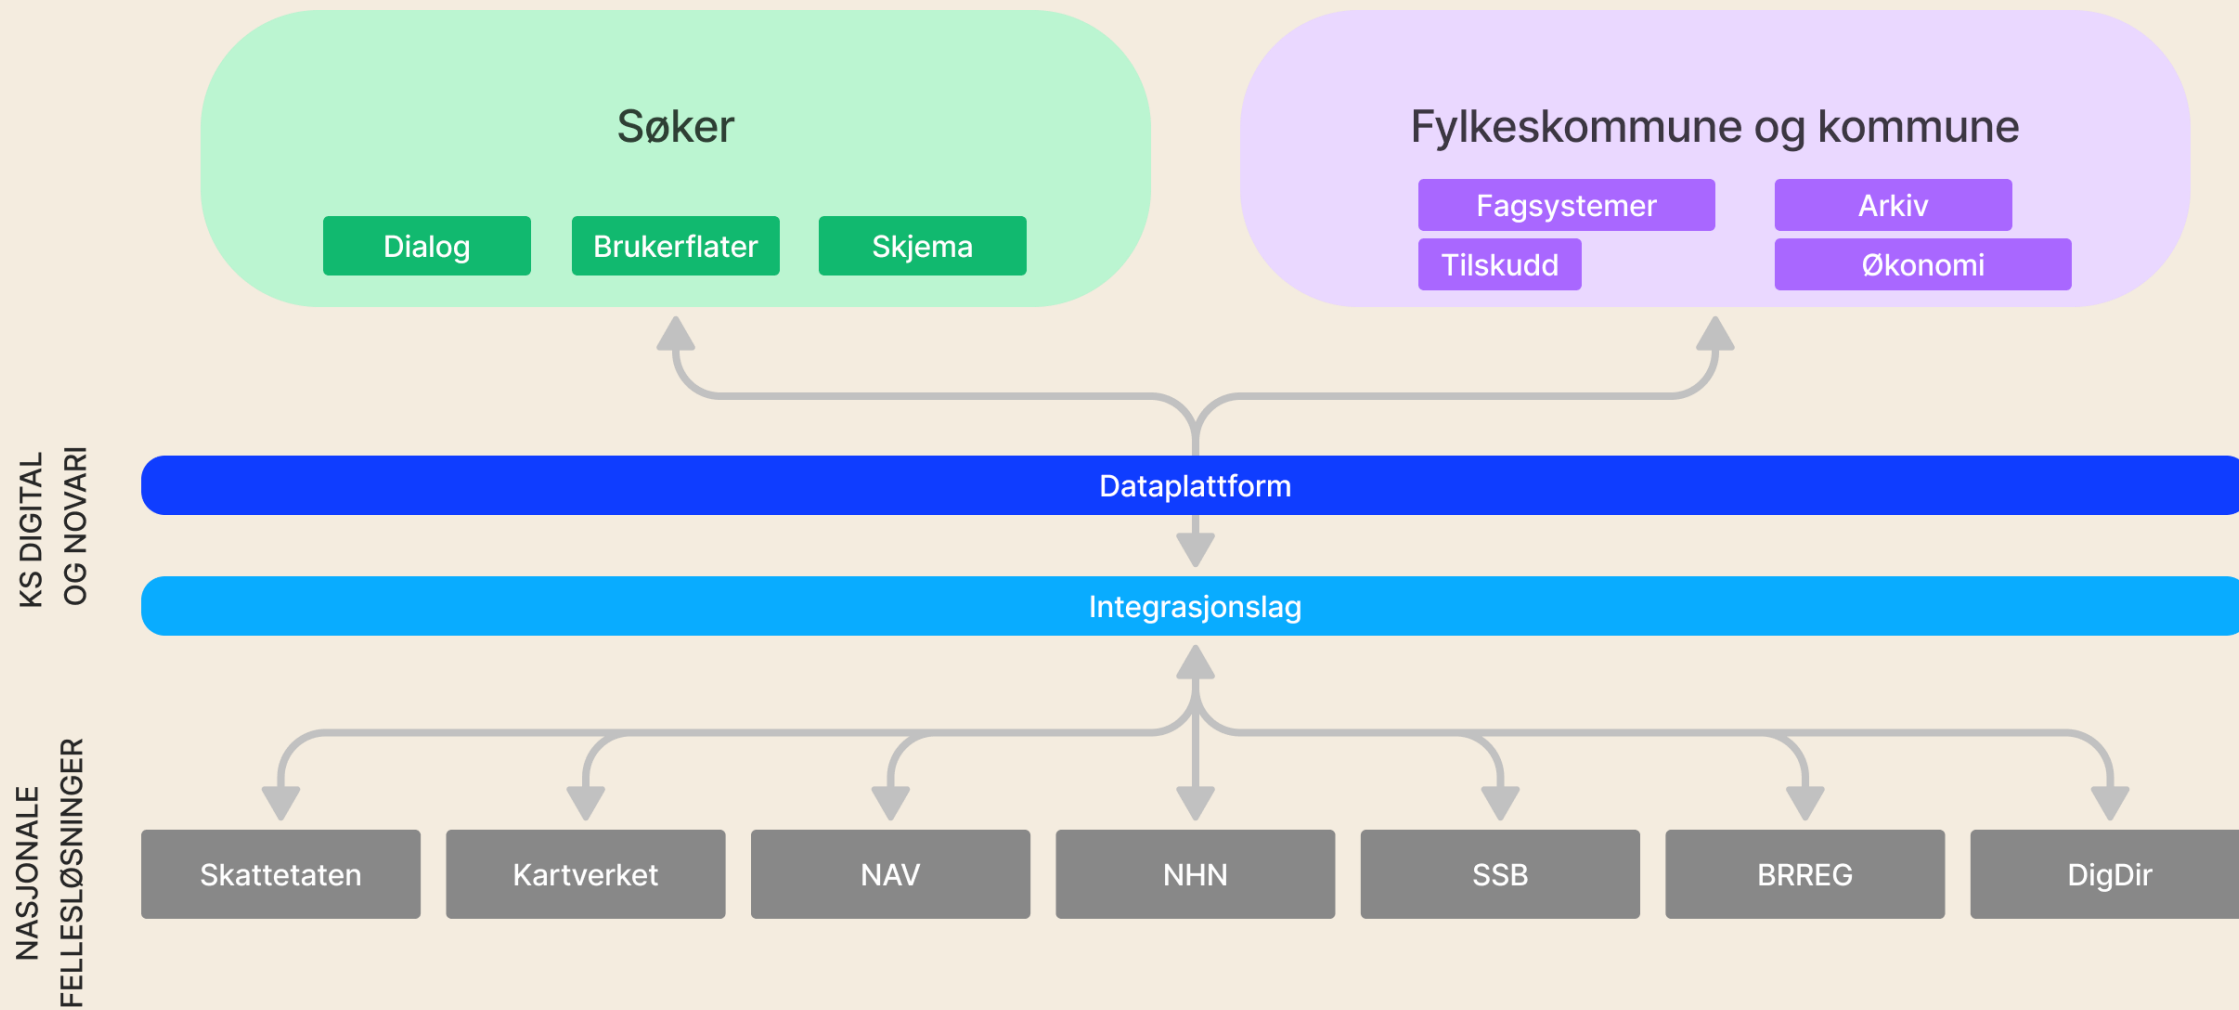 Søker
Dialog
Brukerflater
Skjema
Fylkeskommune og kommune
Fagsystemer
Arkiv
Tilskudd
Økonomi
KS DIGITAL
OG NOVARI
Dataplattform
Integrasjonslag
NASJONALE
FELLESLØSNINGER
Skattetaten
Kartverket
NAV
NHN
SSB
BRREG
DigDir